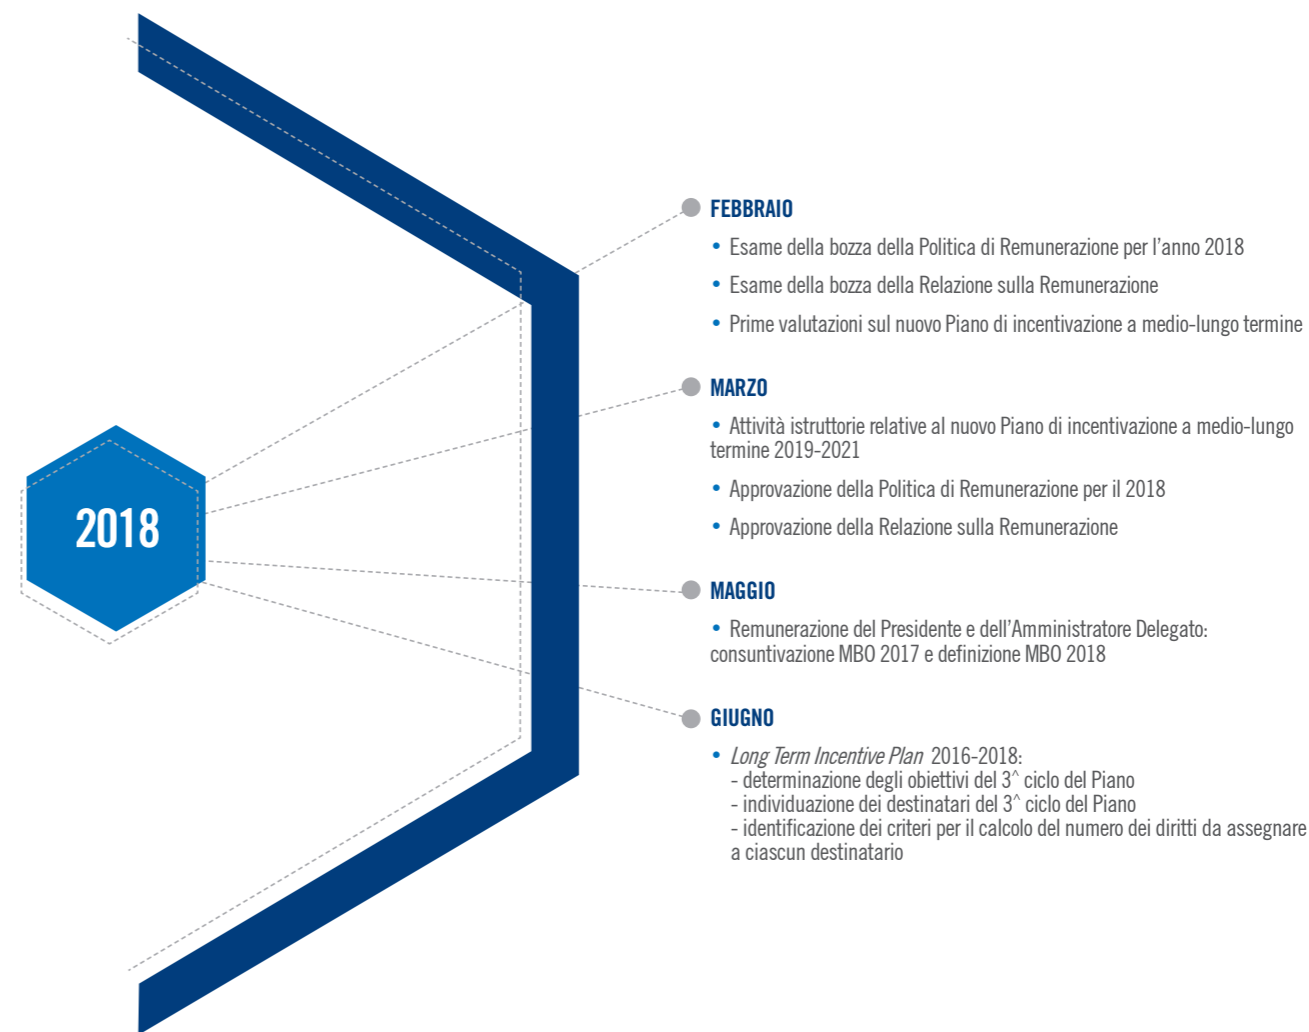 2018
FEBBRAIO
• Esame della bozza della Politica di Remunerazione per l’anno 2018
• Esame della bozza della Relazione sulla Remunerazione
• Prime valutazioni sul nuovo Piano di incentivazione a medio-lungo termine
MARZO
• Attività istruttorie relative al nuovo Piano di incentivazione a medio-lungo
termine 2019-2021
• Approvazione della Politica di Remunerazione per il 2018
• Approvazione della Relazione sulla Remunerazione
MAGGIO
• Remunerazione del Presidente e dell’Amministratore Delegato:
consuntivazione MBO 2017 e definizione MBO 2018
GIUGNO
• Long Term Incentive Plan 2016-2018:
- determinazione degli obiettivi del 3^ ciclo del Piano
- individuazione dei destinatari del 3^ ciclo del Piano
- identificazione dei criteri per il calcolo del numero dei diritti da assegnare
a ciascun destinatario